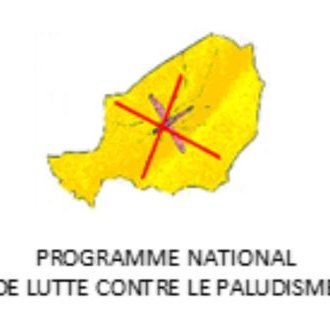 PROGRAMME NATIONAL
DE LUTTE CONTRE LE PALUDISME